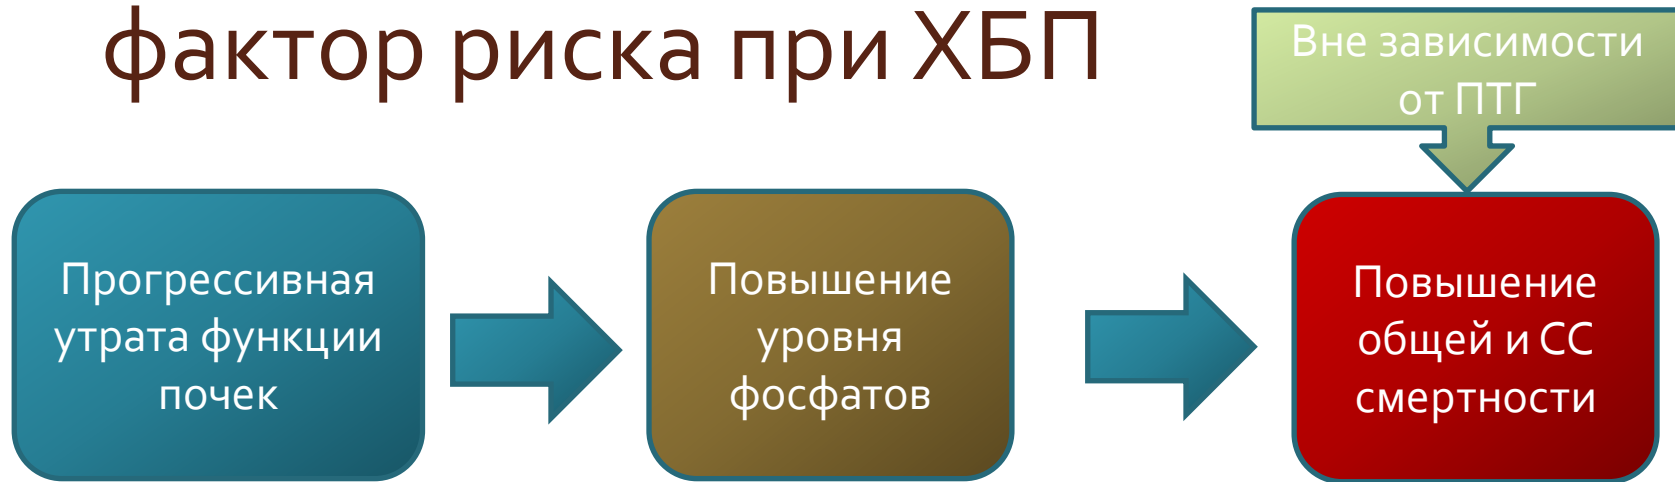 фактор риска при ХБП
Вне зависимости
от ПТГ
Прогрессивная
утрата функции
почек
Повышение
уровня
фосфатов
Повышение
общей и СС
смертности